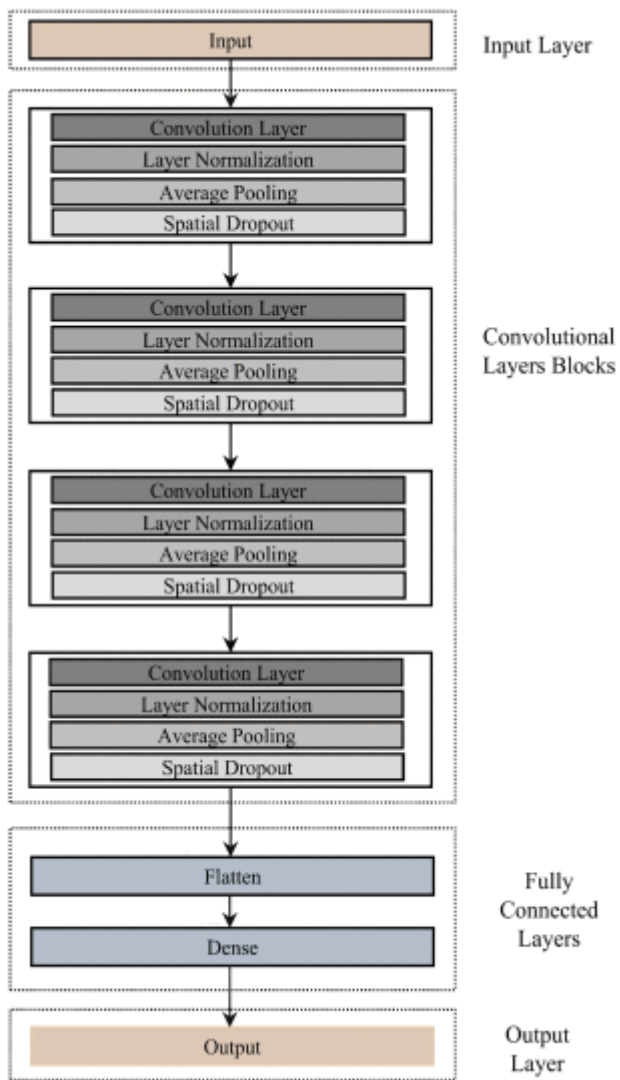 Input
Input Layer
Convolution Layer
Layer Normalization
Average Pooling
Spatial Dropout
Convolution Layer
Layer Normalization
Average Pooling
Spatial Dropout
Convolutional
Layers Blocks
Convolution Layer
Layer Normalization
Average Pooling
Spatial Dropout
Convolution Layer
Layer Normalization
Average Pooling
Spatial Dropout
Flatten
Dense
Fully
Connected
Layers
Output
Output
Layer